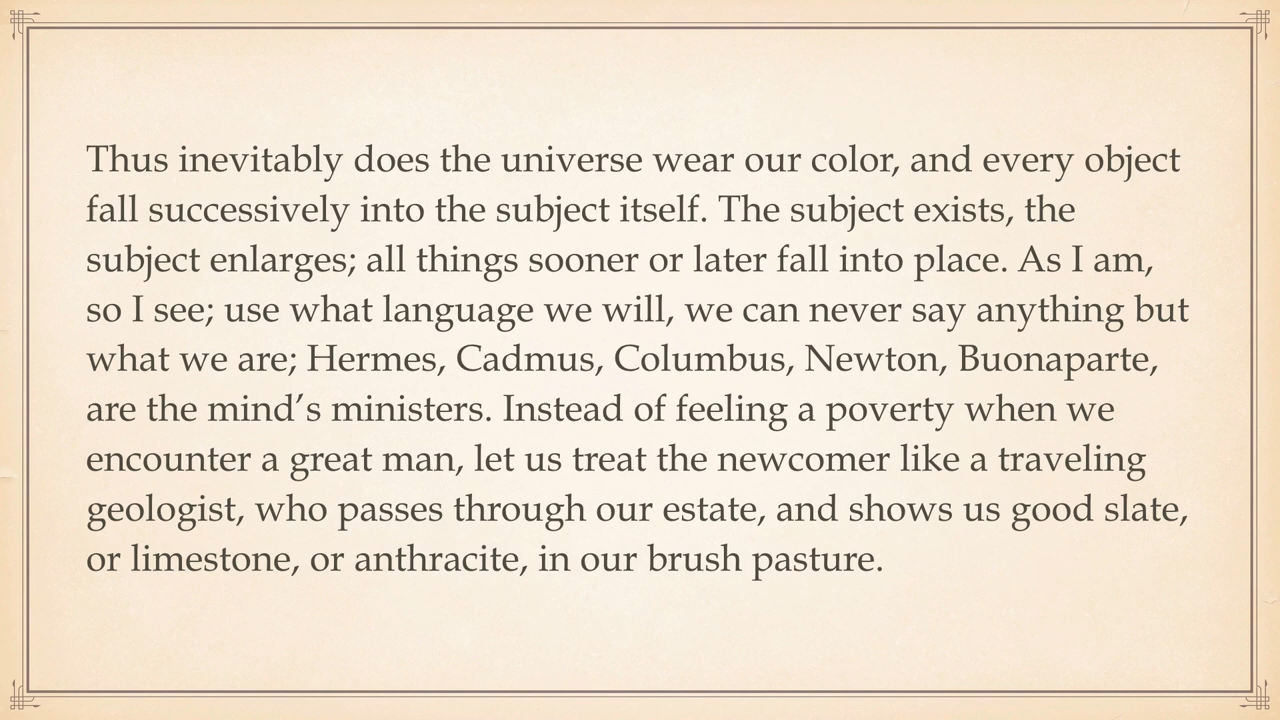 Thus inevitably does the universe wear our color, and every object
fall successively into the subject itself. The subject exists, the
subject enlarges; all things sooner or later fall into place. As I am,
so I see; use what language we will, we can never say anything but
what we are; Hermes, Cadmus, Columbus, Newton, Buonaparte,
are the mind’s ministers. Instead of feeling a poverty when we
encounter a great man, let us treat the newcomer like a traveling
geologist, who passes through our estate, and shows us good slate,
or limestone, or anthracite, in our brush pasture.